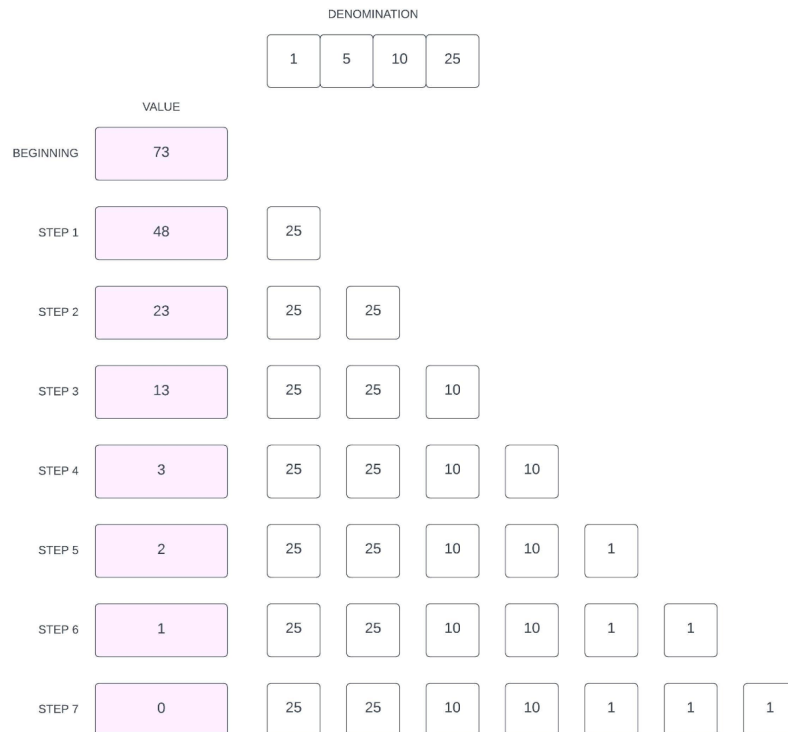 DENOMINATION
1 5 10 25
VALUE
BEGINNING 73
STEP 1 48 25
STEP 2 23 25 25
STEP 3 13 25 25 10
STEP 4 3 25 25 10 10
STEP 5 2 25 25 10 10 1
STEP 6 1 25 25 10 10 1 1
STEP 7 0 25 25 10 10 1 1 1